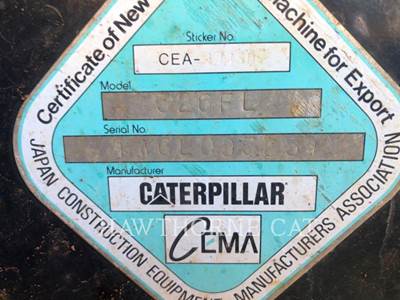 Certificate of New Machine for Export
Sticker No.
CEA-
Model
Serial No.
Manufacturer
CATERPILLAR
CEMA
JAPAN CONSTRUCTION EQUIPMENT MANUFACTURERS ASSOCIATION
HAWTHORNE CAT